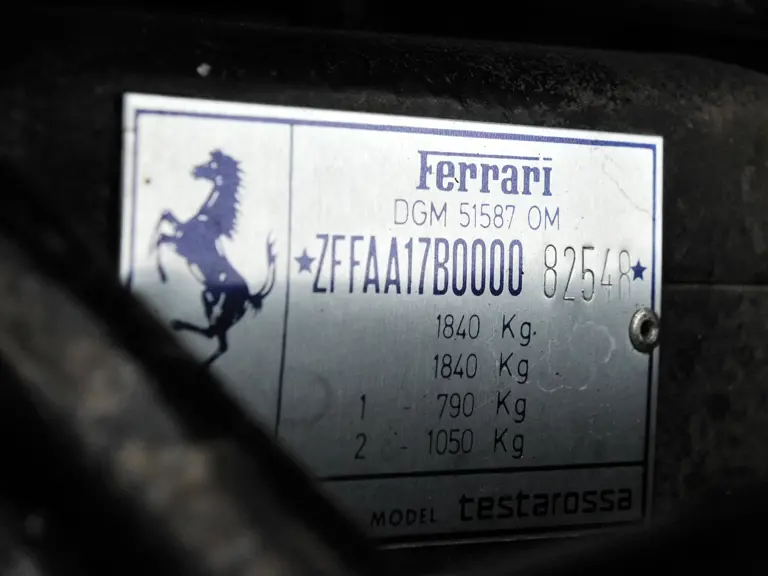 Ferrari
DGM 51587 OM
★ZFFAA17B0000 82548★
1840 Kg.
1840 Kg
1 - 790 Kg
2 - 1050 Kg
MODEL testarossa